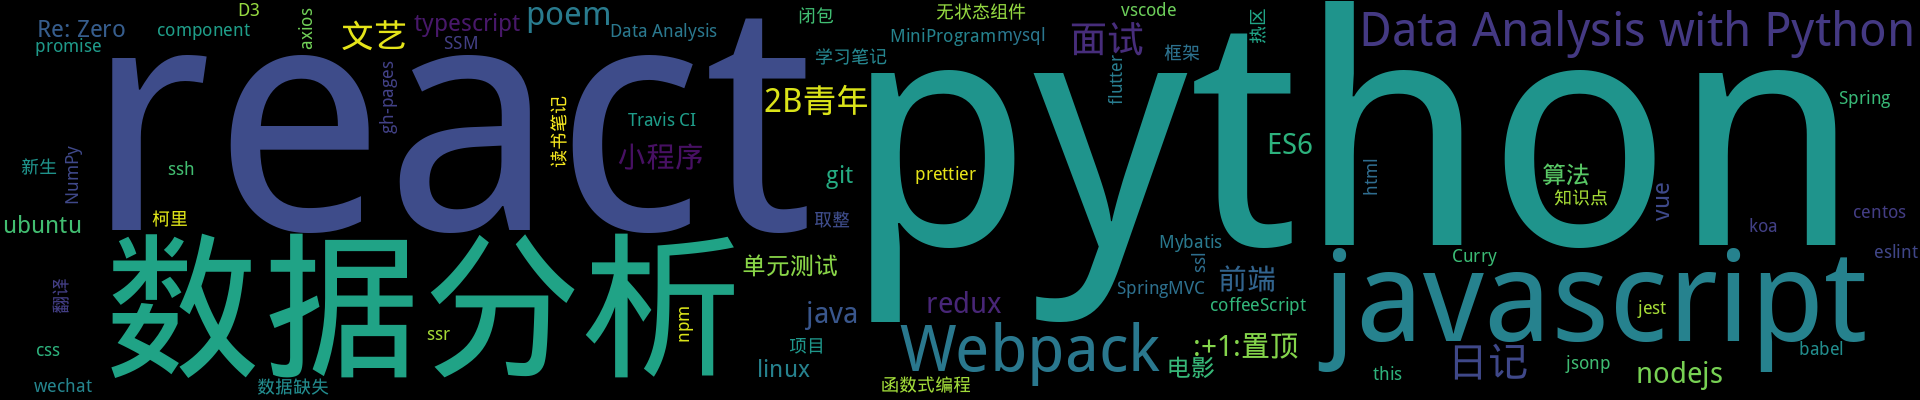 Re: Zero
component
D3
axios
文艺
typescript
poem
闭包
无状态组件
vscode
热区
promise
SSM
Data Analysis
学习笔记
MiniProgram
mysql
面试
框架
Data Analysis with Python
react
gh-pages
读书笔记
Travis CI
2B青年
flutter
python
Spring
新生
NumPy
ssh
小程序
git
prettier
ES6
html
算法
知识点
vue
ubuntu
柯里
取整
koa
centos
数据分析
单元测试
Mybatis
ssl
前端
Curry
eslint
翻译
ssr
npm
java
redux
SpringMVC
coffeeScript
javascript
jest
css
项目
Webpack
:+1:置顶
babel
wechat
数据缺失
linux
函数式编程
电影
this
日记
jsonp
nodejs